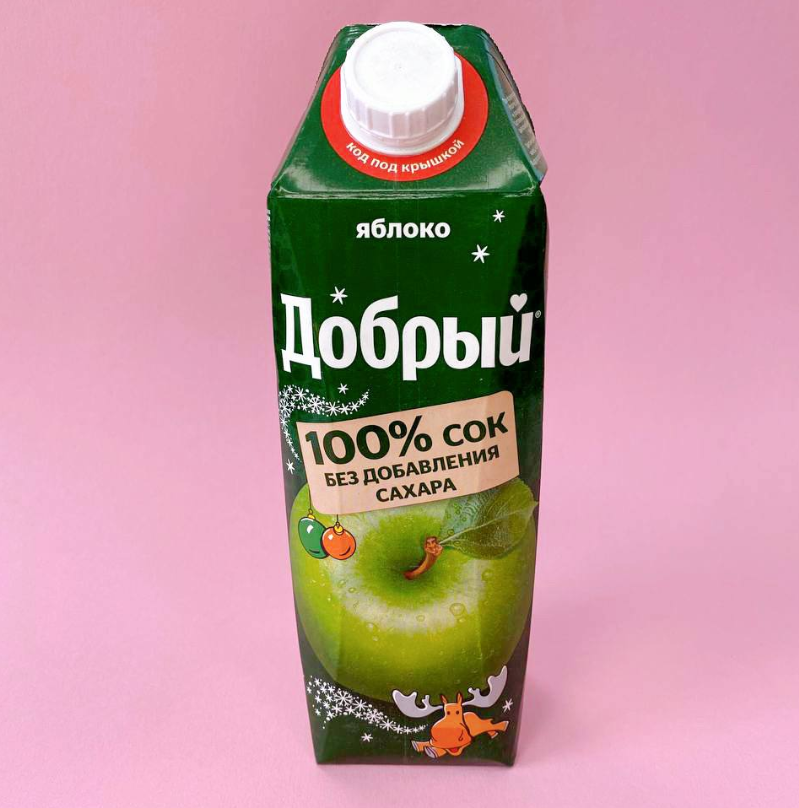 код под крышкой
яблоко
Добрый®
100% сок
БЕЗ ДОБАВЛЕНИЯ
САХАРА